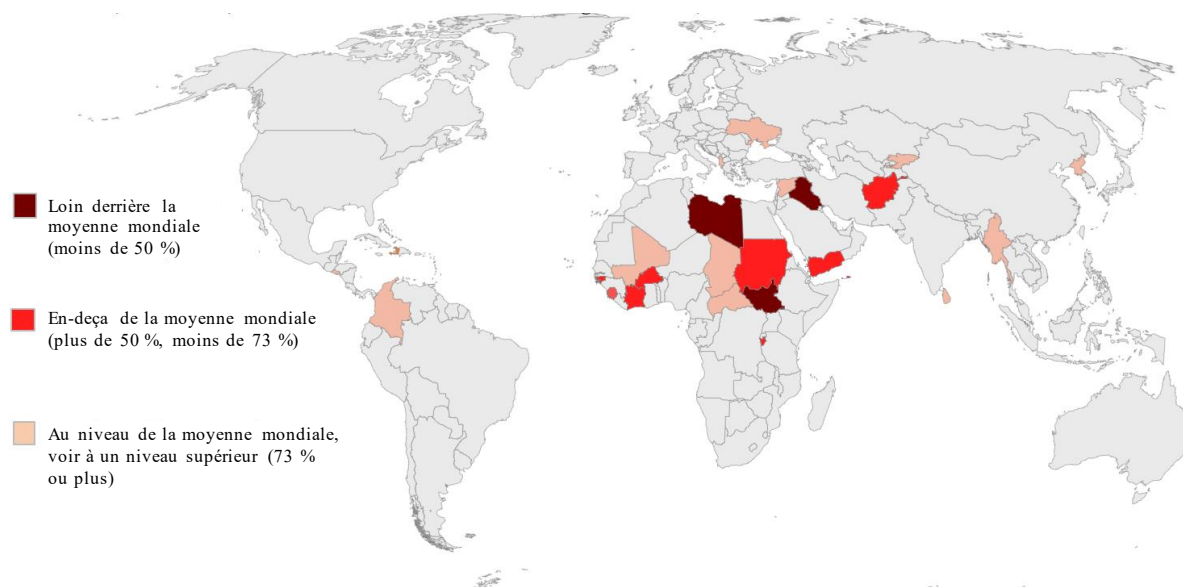 Loin derrière la
moyenne mondiale
(moins de 50 %)
En-deça de la moyenne mondiale
(plus de 50 %, moins de 73 %)
Au niveau de la moyenne mondiale,
voir à un niveau supérieur (73 %
ou plus)